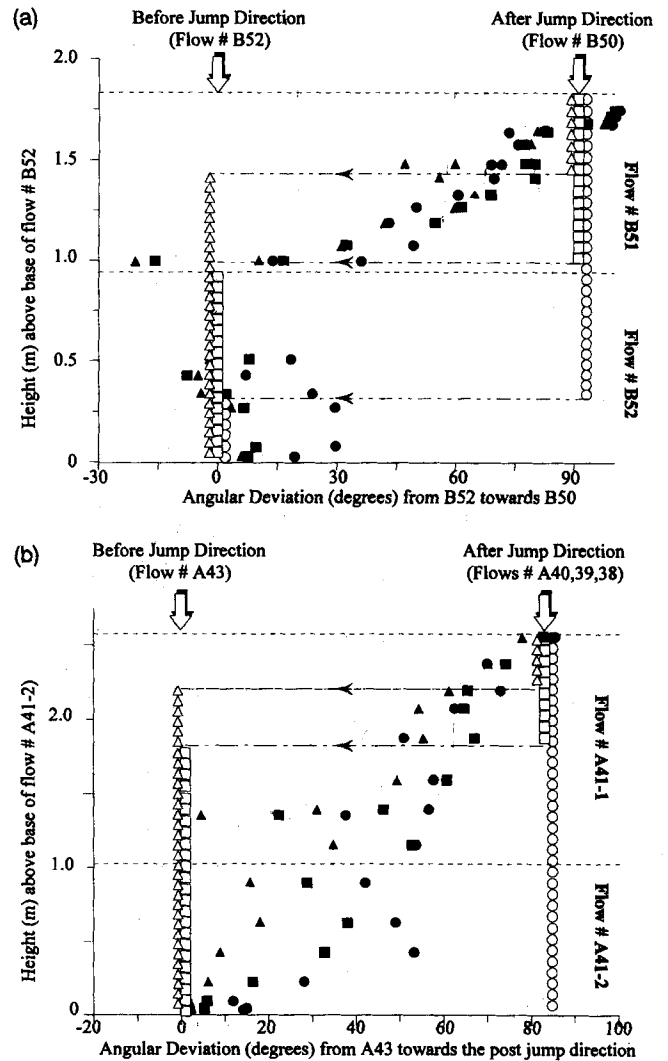 (a)
Before Jump Direction
(Flow # B52)
After Jump Direction
(Flow # B50)
2.0
1.5
1.0
0.5
0
Height (m) above base of flow # B52
Flow # B51
Flow # B52
-30
0
30
60
90
Angular Deviation (degrees) from B52 towards B50
(b)
Before Jump Direction
(Flow # A43)
After Jump Direction
(Flows # A40,39,38)
2.0
1.0
0
Height (m) above base of flow # A41-2)
Flow # A41-1
Flow # A41-2
-20
0
20
40
60
80
100
Angular Deviation (degrees) from A43 towards the post jump direction